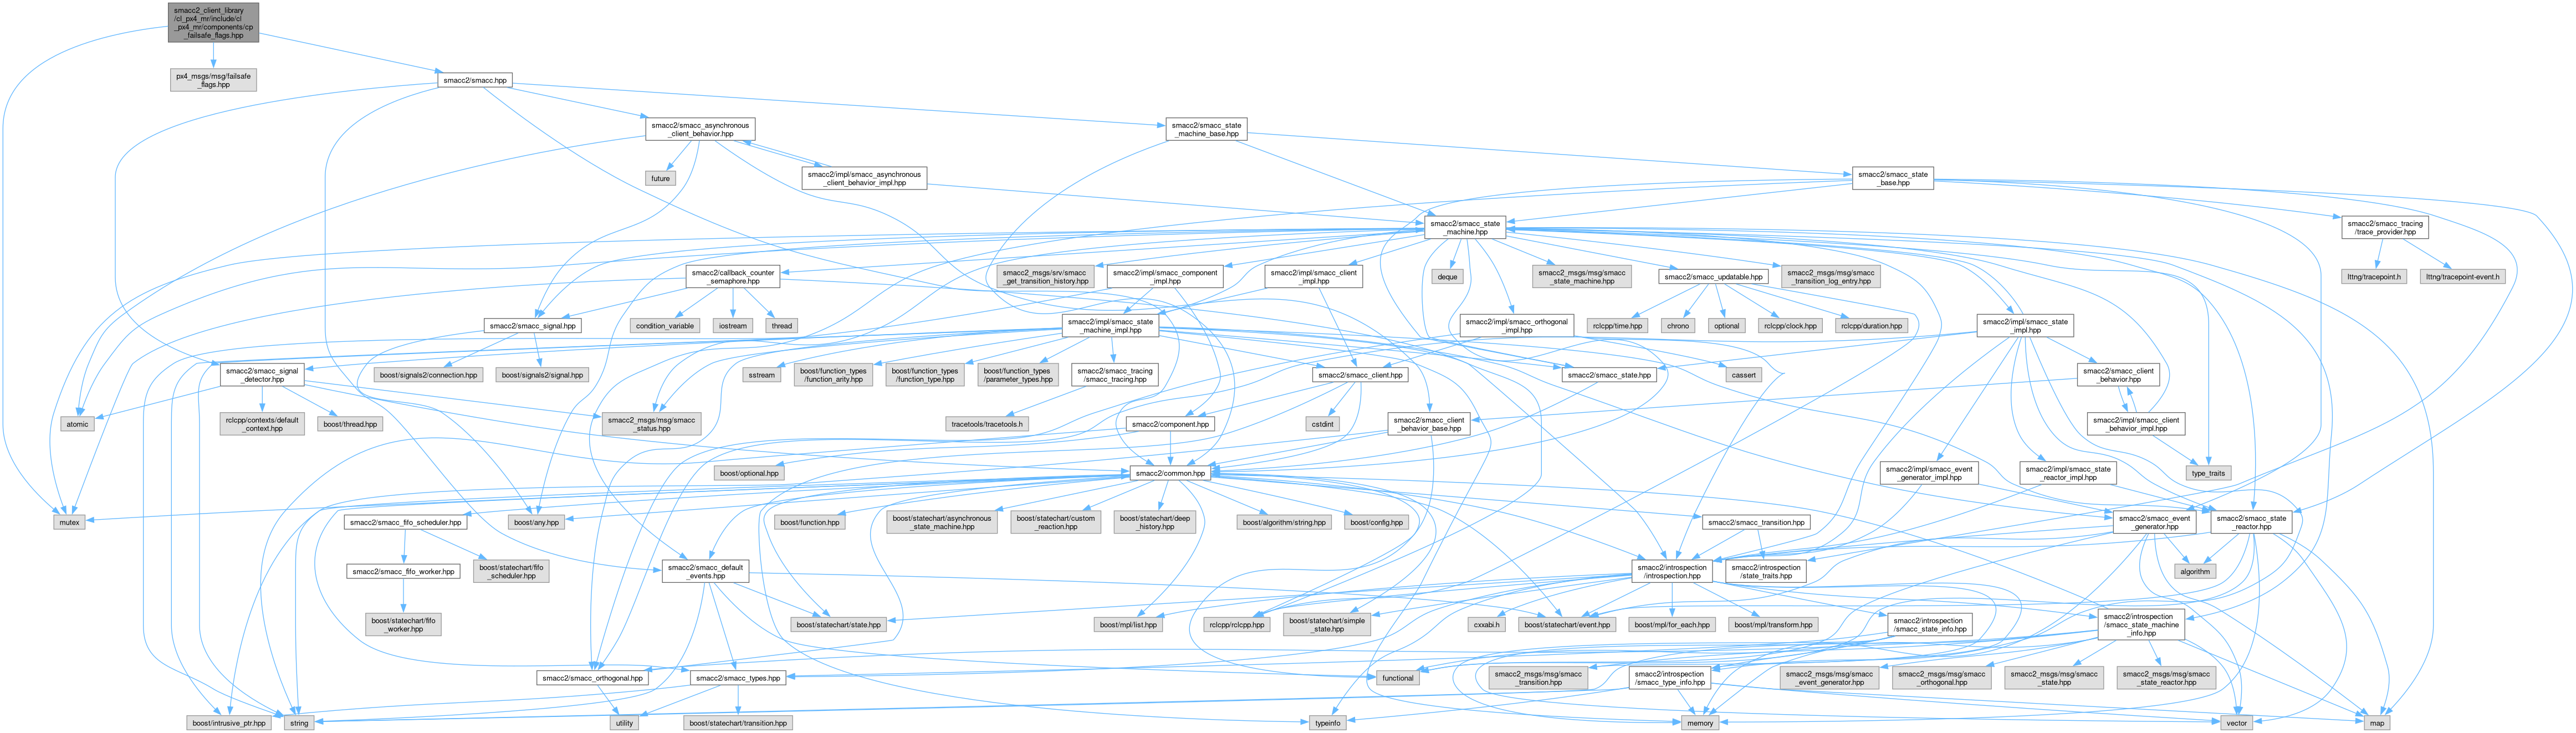 smacc2_client_library
/cl_px4_mr/include/cl
_px4_mr/components/cp
_failsafe_flags.hpp
px4_msgs/msg/failsafe
_flags.hpp
smacc2/smacc.hpp
smacc2/smacc_asynchronous
_client_behavior.hpp
smacc2/smacc_state
_machine_base.hpp
future
smacc2/impl/smacc_asynchronous
_client_behavior_impl.hpp
smacc2/smacc_state
_base.hpp
smacc2/smacc_state
_machine.hpp
smacc2/smacc_tracing
/trace_provider.hpp
smacc2/callback_counter
_semaphore.hpp
smacc2_msgs/srv/smacc
_get_transition_history.hpp
smacc2/impl/smacc_component
_impl.hpp
smacc2/impl/smacc_client
_impl.hpp
deque
smacc2_msgs/msg/smacc
_state_machine.hpp
smacc2/smacc_updatable.hpp
smacc2_msgs/msg/smacc
_transition_log_entry.hpp
lttng/tracepoint.h
lttng/tracepoint-event.h
smacc2/smacc_signal.hpp
condition_variable
iostream
thread
smacc2/impl/smacc_state
_machine_impl.hpp
smacc2/impl/smacc_orthogonal
_impl.hpp
rclcpp/time.hpp
chrono
optional
rclcpp/clock.hpp
rclcpp/duration.hpp
smacc2/impl/smacc_state
_impl.hpp
smacc2/smacc_signal
_detector.hpp
boost/signals2/connection.hpp
boost/signals2/signal.hpp
sstream
boost/function_types
/function_arity.hpp
boost/function_types
/function_type.hpp
boost/function_types
/parameter_types.hpp
smacc2/smacc_tracing
/smacc_tracing.hpp
smacc2/smacc_client.hpp
smacc2/smacc_state.hpp
cassert
smacc2/smacc_client
_behavior.hpp
atomic
rclcpp/contexts/default
_context.hpp
boost/thread.hpp
smacc2_msgs/msg/smacc
_status.hpp
tracetools/tracetools.h
smacc2/component.hpp
cstdint
smacc2/smacc_client
_behavior_base.hpp
smacc2/impl/smacc_client
_behavior_impl.hpp
boost/optional.hpp
smacc2/common.hpp
smacc2/impl/smacc_event
_generator_impl.hpp
smacc2/impl/smacc_state
_reactor_impl.hpp
type_traits
mutex
smacc2/smacc_fifo_scheduler.hpp
boost/any.hpp
boost/function.hpp
boost/statechart/asynchronous
_state_machine.hpp
boost/statechart/custom
_reaction.hpp
boost/statechart/deep
_history.hpp
boost/algorithm/string.hpp
boost/config.hpp
smacc2/smacc_transition.hpp
smacc2/smacc_event
_generator.hpp
smacc2/smacc_state
_reactor.hpp
smacc2/smacc_fifo_worker.hpp
boost/statechart/fifo
_scheduler.hpp
smacc2/smacc_default
_events.hpp
smacc2/introspection
/introspection.hpp
smacc2/introspection
/state_traits.hpp
algorithm
boost/statechart/fifo
_worker.hpp
boost/statechart/state.hpp
boost/mpl/list.hpp
rclcpp/rclcpp.hpp
boost/statechart/simple
_state.hpp
cxxabi.h
boost/statechart/event.hpp
boost/mpl/for_each.hpp
boost/mpl/transform.hpp
smacc2/introspection
/smacc_state_info.hpp
smacc2/introspection
/smacc_state_machine
_info.hpp
smacc2/smacc_orthogonal.hpp
smacc2/smacc_types.hpp
functional
smacc2_msgs/msg/smacc
_transition.hpp
smacc2/introspection
/smacc_type_info.hpp
smacc2_msgs/msg/smacc
_event_generator.hpp
smacc2_msgs/msg/smacc
_orthogonal.hpp
smacc2_msgs/msg/smacc
_state.hpp
smacc2_msgs/msg/smacc
_state_reactor.hpp
boost/intrusive_ptr.hpp
string
utility
boost/statechart/transition.hpp
typeinfo
memory
vector
map